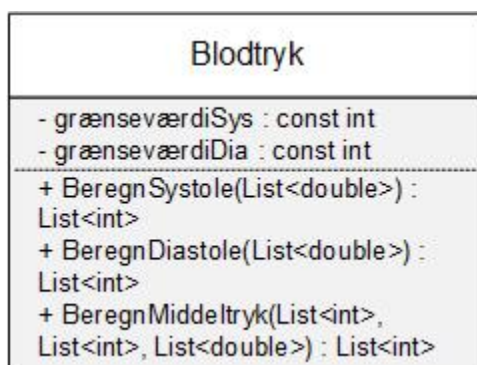 Blodtryk
- grænseværdiSys : const int
- grænseværdiDia : const int
+ BeregnSystole(List<double>) :
List<int>
+ BeregnDiastole(List<double>) :
List<int>
+ BeregnMiddeltryk(List<int>,
List<int>, List<double>) : List<int>